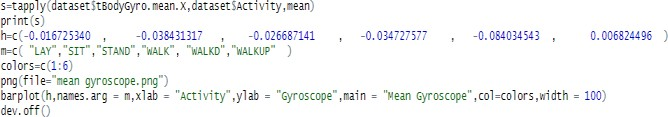 s=tapply(dataset$tBodyGyro.mean.X,dataset$Activity,mean)
print(s)
h=c(-0.016725340 , -0.038431317 , -0.026687141 , -0.034727577 , -0.084034543 , 0.006824496 )
m=c( "LAY","SIT","STAND","WALK", "WALKD","WALKUP" )
colors=c(1:6)
png(file="mean gyroscope.png")
barplot(h,names.arg = m,xlab = "Activity",ylab = "Gyroscope",main = "Mean Gyroscope",col=colors,width = 100)
dev.off()